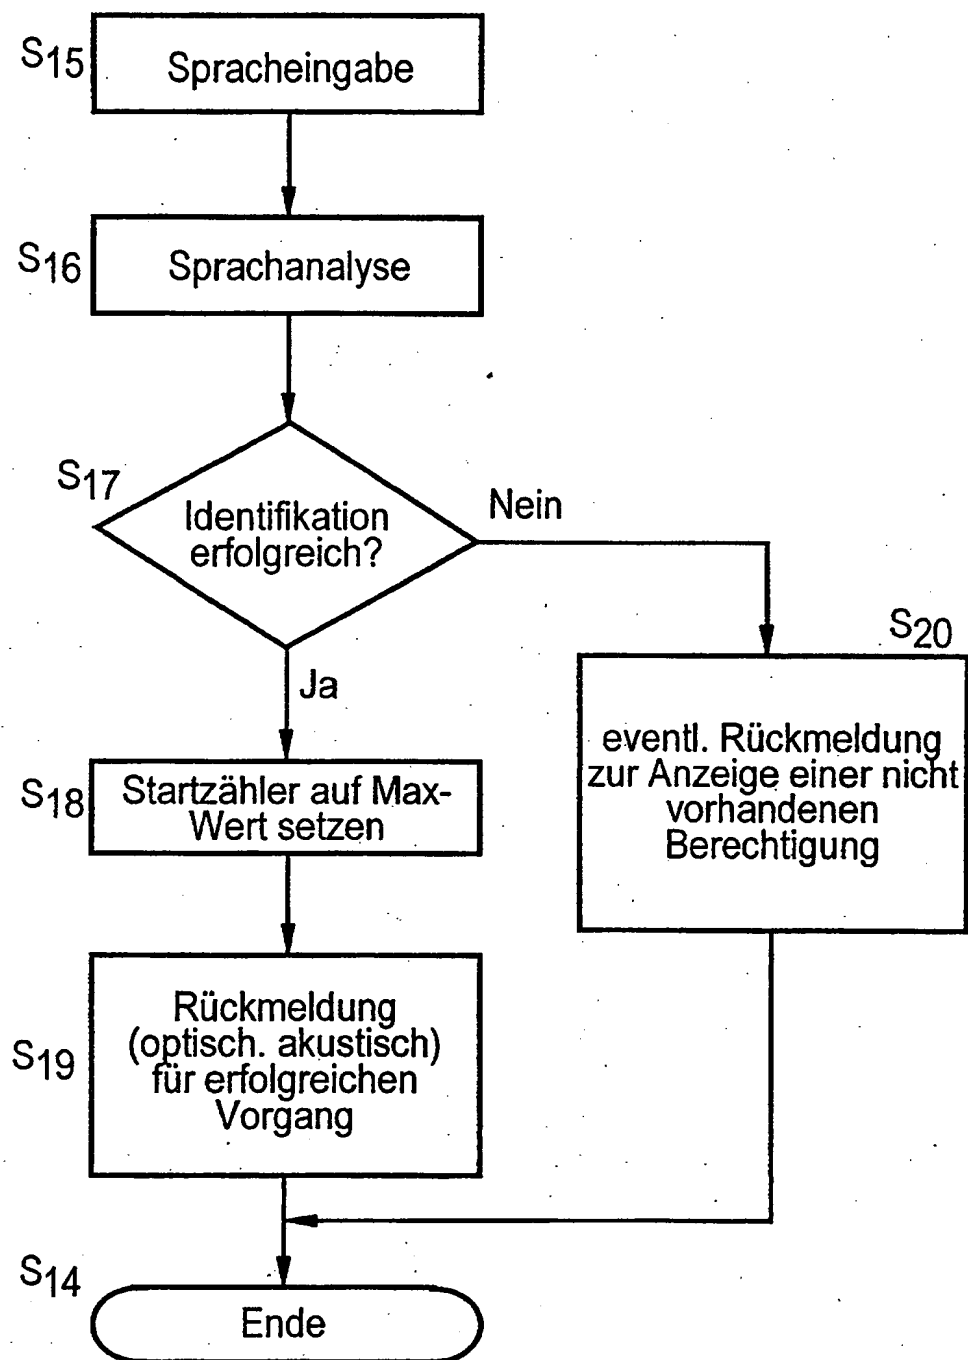 S15
Spracheingabe
S16
Sprachanalyse
S17
Identifikation
erfolgreich?
Nein
Ja
S20
eventl. Rückmeldung
zur Anzeige einer nicht
vorhandenen
Berechtigung
S18
Startzähler auf Max-
Wert setzen
S19
Rückmeldung
(optisch. akustisch)
für erfolgreichen
Vorgang
S14
Ende